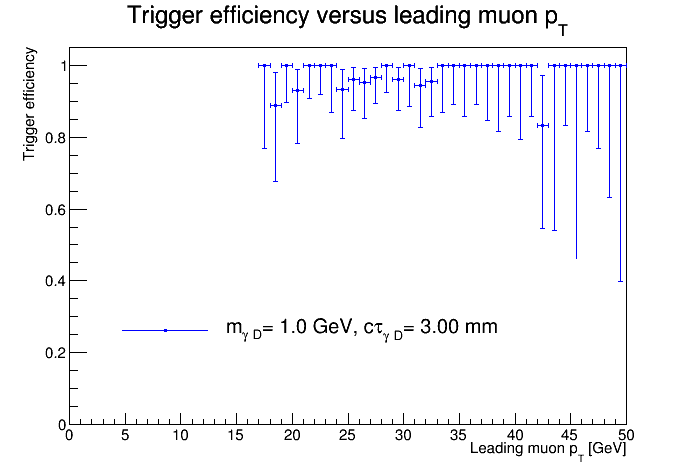 Trigger efficiency versus leading muon p_T
Trigger efficiency
1
0.8
0.6
0.4
0.2
0
m_γ D= 1.0 GeV, cτ_γ D= 3.00 mm
0 5 10 15 20 25 30 35 40 45 50
Leading muon p_T [GeV]